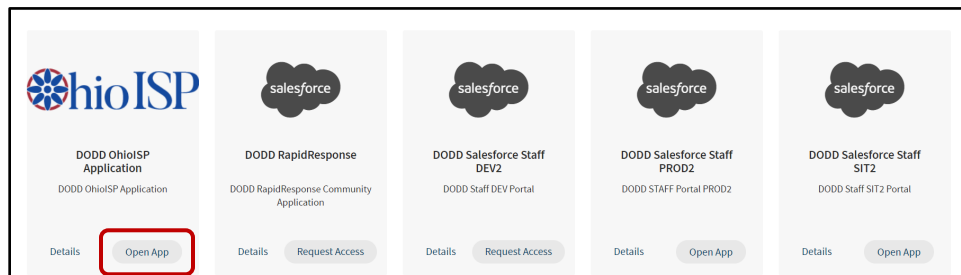 OhioISP
salesforce
salesforce
salesforce
salesforce
DODD OhioISP
Application
DODD RapidResponse
DODD Salesforce Staff
DEV2
DODD Salesforce Staff
PROD2
DODD Salesforce Staff
SIT2
DODD OhioISP Application
DODD RapidResponse Community
Application
DODD Staff DEV Portal
DODD STAFF Portal PROD2
DODD Staff SIT2 Portal
Details Open App
Details Request Access
Details Request Access
Details Open App
Details Open App